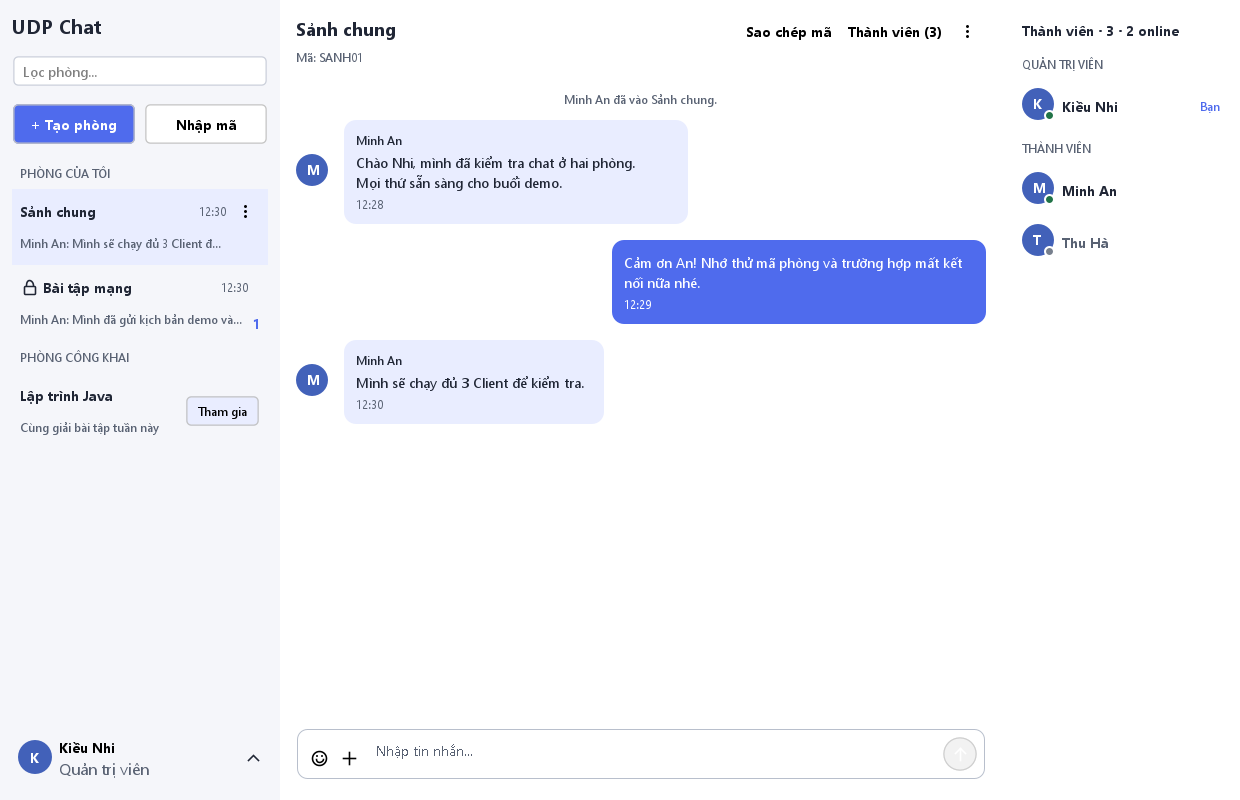 UDP Chat
Lọc phòng...
+ Tạo phòng
Nhập mã
PHÒNG CỦA TÔI
Sảnh chung
12:30
Minh An: Mình sẽ chạy đủ 3 Client đ...
Bài tập mạng
12:30
Minh An: Mình đã gửi kịch bản demo và...
1
PHÒNG CÔNG KHAI
Lập trình Java
Cùng giải bài tập tuần này
Tham gia
K
Kiều Nhi
Quản trị viên
Sảnh chung
Mã: SANH01
Sao chép mã
Thành viên (3)
Minh An đã vào Sảnh chung.
M
Minh An
Chào Nhi, mình đã kiểm tra chat ở hai phòng.
Mọi thứ sẵn sàng cho buổi demo.
12:28
Cảm ơn An! Nhớ thử mã phòng và trường hợp mất kết
nối nữa nhé.
12:29
M
Minh An
Mình sẽ chạy đủ 3 Client để kiểm tra.
12:30
Nhập tin nhắn...
Thành viên - 3 - 2 online
QUẢN TRỊ VIÊN
K
Kiều Nhi
Bạn
THÀNH VIÊN
M
Minh An
T
Thu Hà